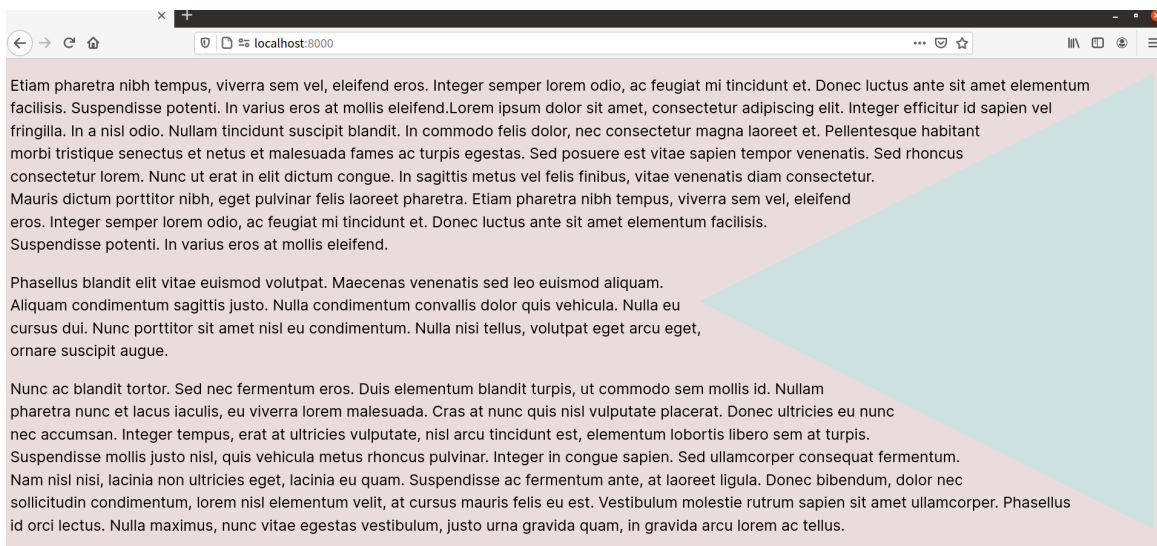 localhost:8000
Etiam pharetra nibh tempus, viverra sem vel, eleifend eros. Integer semper lorem odio, ac feugiat mi tincidunt et. Donec luctus ante sit amet elementum
facilisis. Suspendisse potenti. In varius eros at mollis eleifend.Lorem ipsum dolor sit amet, consectetur adipiscing elit. Integer efficitur id sapien vel
fringilla. In a nisl odio. Nullam tincidunt suscipit blandit. In commodo felis dolor, nec consectetur magna laoreet et. Pellentesque habitant
morbi tristique senectus et netus et malesuada fames ac turpis egestas. Sed posuere est vitae sapien tempor venenatis. Sed rhoncus
consectetur lorem. Nunc ut erat in elit dictum congue. In sagittis metus vel felis finibus, vitae venenatis diam consectetur.
Mauris dictum porttitor nibh, eget pulvinar felis laoreet pharetra. Etiam pharetra nibh tempus, viverra sem vel, eleifend
eros. Integer semper lorem odio, ac feugiat mi tincidunt et. Donec luctus ante sit amet elementum facilisis.
Suspendisse potenti. In varius eros at mollis eleifend.
Phasellus blandit elit vitae euismod volutpat. Maecenas venenatis sed leo euismod aliquam.
Aliquam condimentum sagittis justo. Nulla condimentum convallis dolor quis vehicula. Nulla eu
cursus dui. Nunc porttitor sit amet nisl eu condimentum. Nulla nisi tellus, volutpat eget arcu eget,
ornare suscipit augue.
Nunc ac blandit tortor. Sed nec fermentum eros. Duis elementum blandit turpis, ut commodo sem mollis id. Nullam
pharetra nunc et lacus iaculis, eu viverra lorem malesuada. Cras at nunc quis nisl vulputate placerat. Donec ultricies eu nunc
nec accumsan. Integer tempus, erat at ultricies vulputate, nisl arcu tincidunt est, elementum lobortis libero sem at turpis.
Suspendisse mollis justo nisl, quis vehicula metus rhoncus pulvinar. Integer in congue sapien. Sed ullamcorper consequat fermentum.
Nam nisl nisi, lacinia non ultricies eget, lacinia eu quam. Suspendisse ac fermentum ante, at laoreet ligula. Donec bibendum, dolor nec
sollicitudin condimentum, lorem nisl elementum velit, at cursus mauris felis eu est. Vestibulum molestie rutrum sapien sit amet ullamcorper. Phasellus
id orci lectus. Nulla maximus, nunc vitae egestas vestibulum, justo urna gravida quam, in gravida arcu lorem ac tellus.